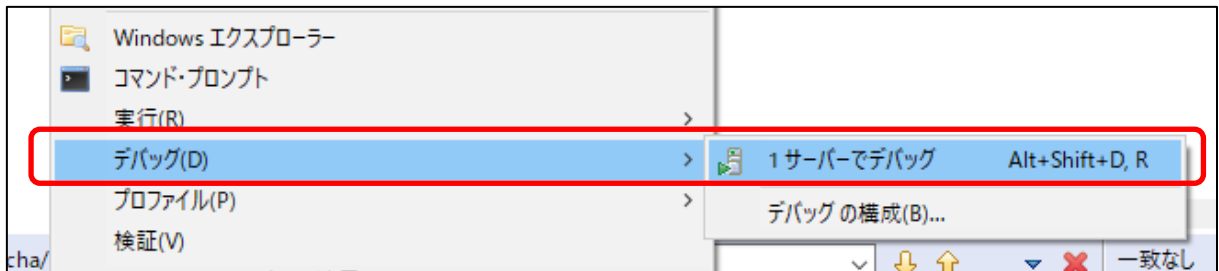 Windows エクスプローラー
コマンド・プロンプト
実行(R)
デバッグ(D)
1 サーバーでデバッグ Alt+Shift+D, R
プロファイル(P)
デバッグ の構成(B)...
検証(V)
cha/
一致なし